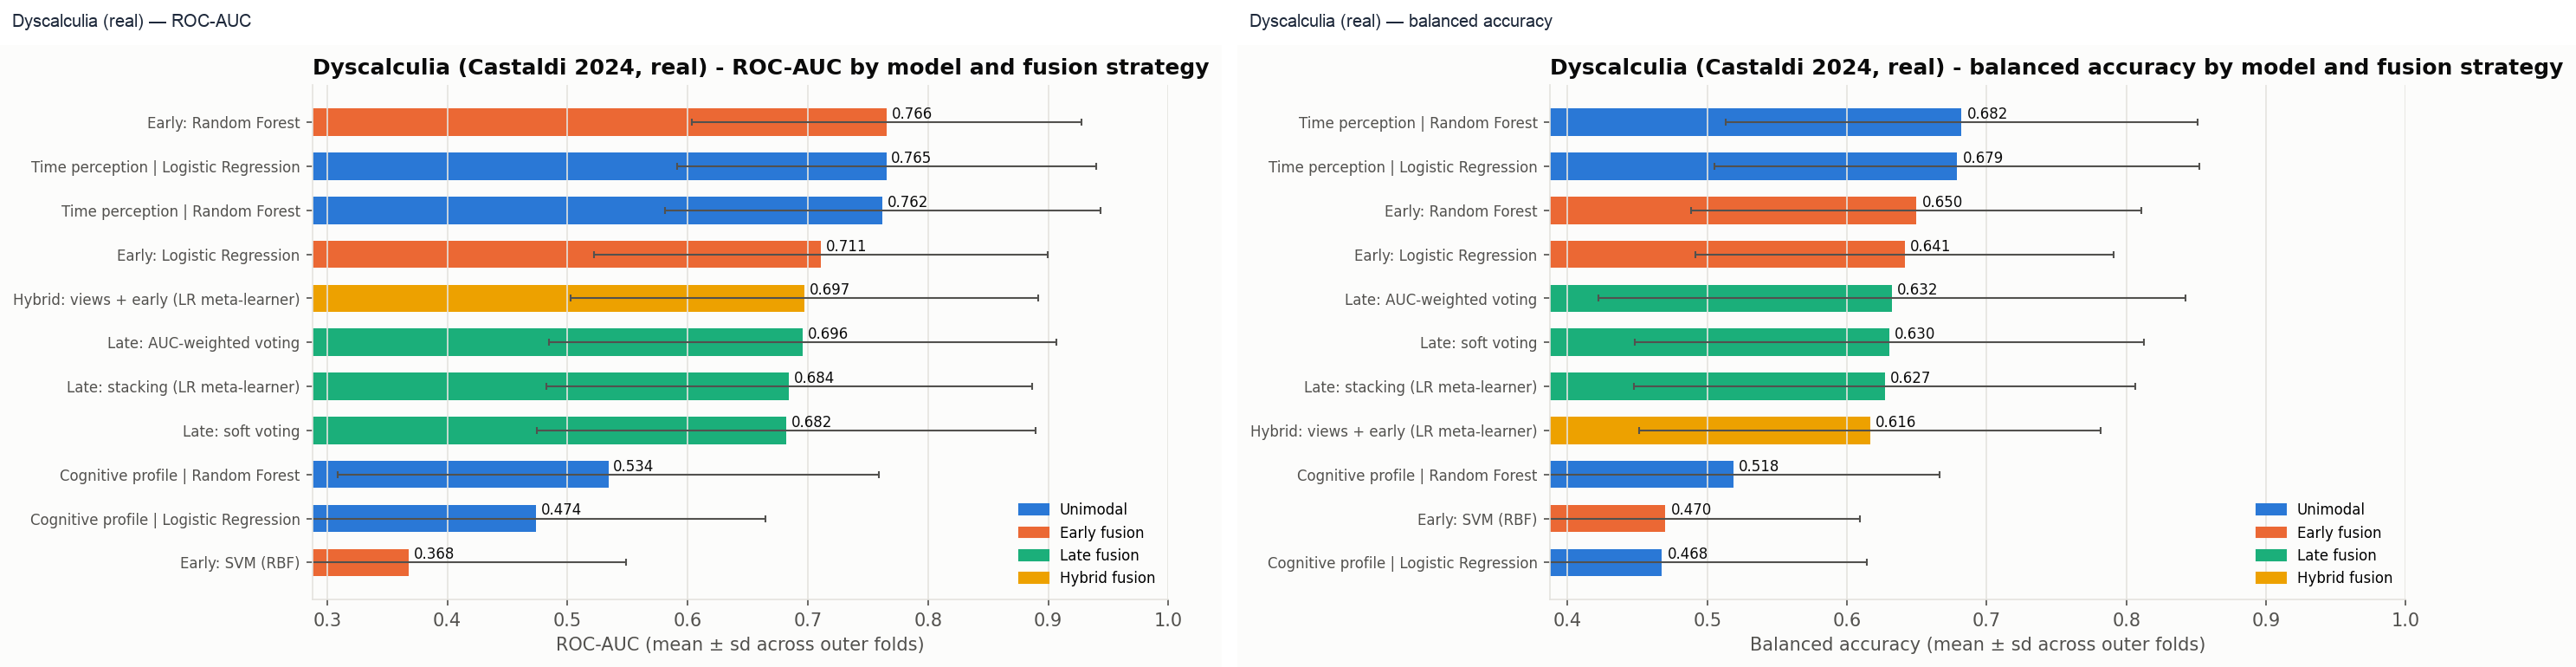 Dyscalculia (real) — ROC-AUC
Dyscalculia (Castaldi 2024, real) - ROC-AUC by model and fusion strategy
Early: Random Forest 0.766
Time perception | Logistic Regression 0.765
Time perception | Random Forest 0.762
Early: Logistic Regression 0.711
Hybrid: views + early (LR meta-learner) 0.697
Late: AUC-weighted voting 0.696
Late: stacking (LR meta-learner) 0.684
Late: soft voting 0.682
Cognitive profile | Random Forest 0.534
Cognitive profile | Logistic Regression 0.474
Early: SVM (RBF) 0.368
Unimodal
Early fusion
Late fusion
Hybrid fusion
0.3 0.4 0.5 0.6 0.7 0.8 0.9 1.0
ROC-AUC (mean ± sd across outer folds)
Dyscalculia (real) — balanced accuracy
Dyscalculia (Castaldi 2024, real) - balanced accuracy by model and fusion strategy
Time perception | Random Forest 0.682
Time perception | Logistic Regression 0.679
Early: Random Forest 0.650
Early: Logistic Regression 0.641
Late: AUC-weighted voting 0.632
Late: soft voting 0.630
Late: stacking (LR meta-learner) 0.627
Hybrid: views + early (LR meta-learner) 0.616
Cognitive profile | Random Forest 0.518
Early: SVM (RBF) 0.470
Cognitive profile | Logistic Regression 0.468
Unimodal
Early fusion
Late fusion
Hybrid fusion
0.4 0.5 0.6 0.7 0.8 0.9 1.0
Balanced accuracy (mean ± sd across outer folds)